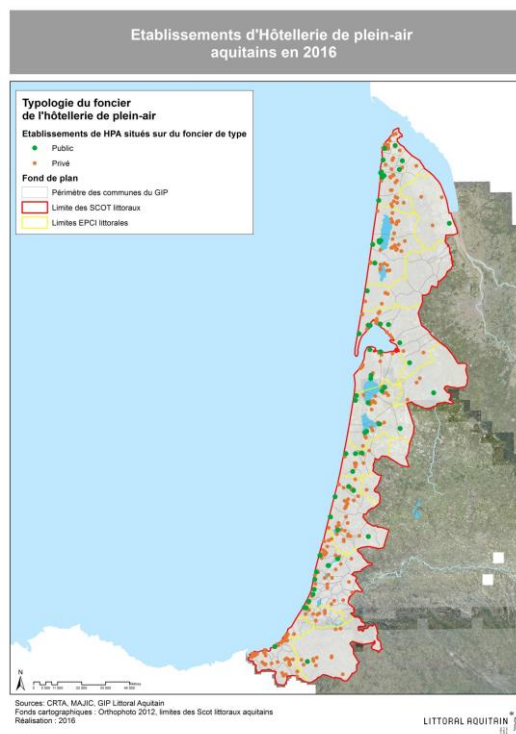 Etablissements d'Hôtellerie de plein-air
aquitains en 2016
Typologie du foncier
de l'hôtellerie de plein-air
Etablissements de HPA situés sur du foncier de type
Public
Privé
Fond de plan
Périmètre des communes du GIP
Limite des SCOT littoraux
Limites EPCI littorales
N
Sources: CRTA, MAJIC, GIP Littoral Aquitain
Fonds cartographiques : Orthophoto 2012, limites des Scot littoraux aquitains
Réalisation : 2016
LITTORAL AQUITAIN